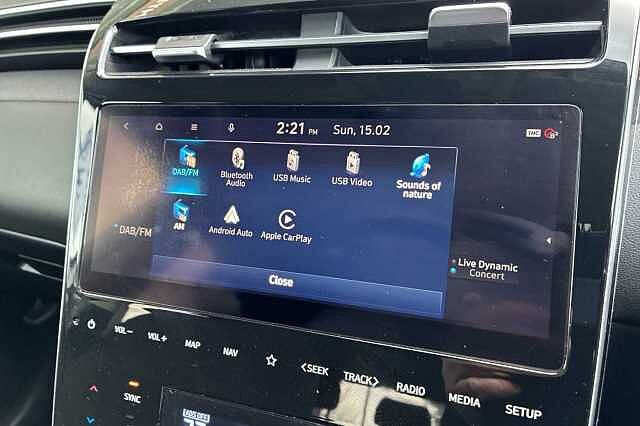 2:21 PM Sun, 15.02 TMC
DAB/FM Bluetooth Audio USB Music USB Video Sounds of nature
AM Android Auto Apple CarPlay
DAB/FM
Live Dynamic
Concert
Close
VOL− VOL+ MAP NAV SEEK TRACK RADIO MEDIA SETUP
SYNC